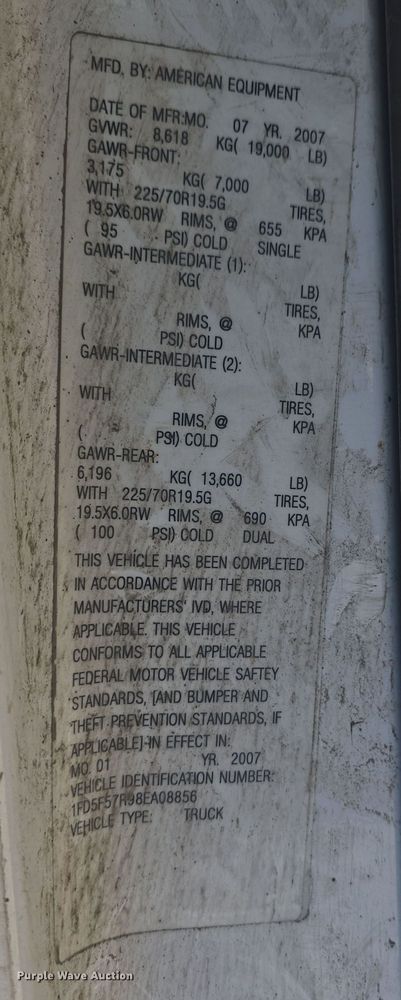 MFD. BY: AMERICAN EQUIPMENT
DATE OF MFR:MO. 07 YR. 2007
GVWR: 8,618 KG( 19,000 LB)
GAWR-FRONT:
3,175 KG( 7,000 LB)
WITH 225/70R19.5G TIRES,
19.5X6.0RW RIMS, @ 655 KPA
( 95 PSI) COLD SINGLE
GAWR-INTERMEDIATE (1):
KG( LB)
WITH TIRES,
RIMS, @ KPA
( PSI) COLD
GAWR-INTERMEDIATE (2):
KG( LB)
WITH TIRES,
RIMS, @ KPA
( PSI) COLD
GAWR-REAR:
6,196 KG( 13,660 LB)
WITH 225/70R19.5G TIRES,
19.5X6.0RW RIMS, @ 690 KPA
( 100 PSI) COLD DUAL
THIS VEHICLE HAS BEEN COMPLETED
IN ACCORDANCE WITH THE PRIOR
MANUFACTURERS' IVD, WHERE
APPLICABLE. THIS VEHICLE
CONFORMS TO ALL APPLICABLE
FEDERAL MOTOR VEHICLE SAFTEY
STANDARDS, [AND BUMPER AND
THEFT PREVENTION STANDARDS, IF
APPLICABLE] IN EFFECT IN:
MO. 01 YR. 2007
VEHICLE IDENTIFICATION NUMBER:
1FD5F57R98EA08856
VEHICLE TYPE: TRUCK
Purple Wave Auction